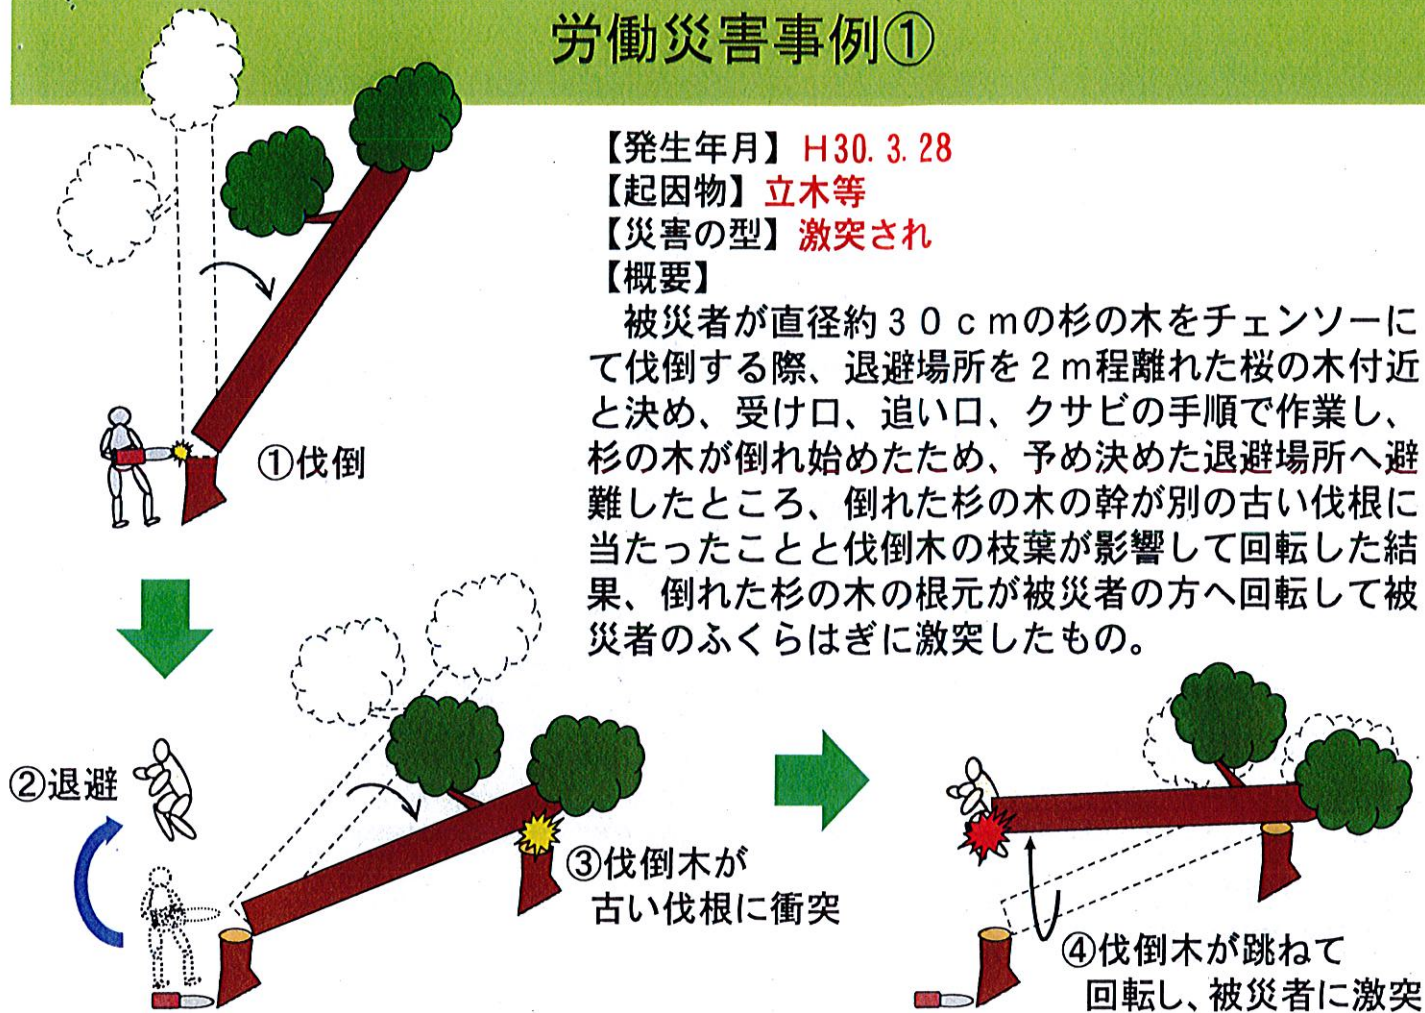 労働災害事例①
【発生年月】H30.3.28
【起因物】立木等
【災害の型】激突され
【概要】
　被災者が直径約３０ｃｍの杉の木をチェンソーに
て伐倒する際、退避場所を２ｍ程離れた桜の木付近
と決め、受け口、追い口、クサビの手順で作業し、
杉の木が倒れ始めたため、予め決めた退避場所へ避
難したところ、倒れた杉の木の幹が別の古い伐根に
当たったことと伐倒木の枝葉が影響して回転した結
果、倒れた杉の木の根元が被災者の方へ回転して被
災者のふくらはぎに激突したもの。
①伐倒
②退避
③伐倒木が
古い伐根に衝突
④伐倒木が跳ねて
回転し、被災者に激突